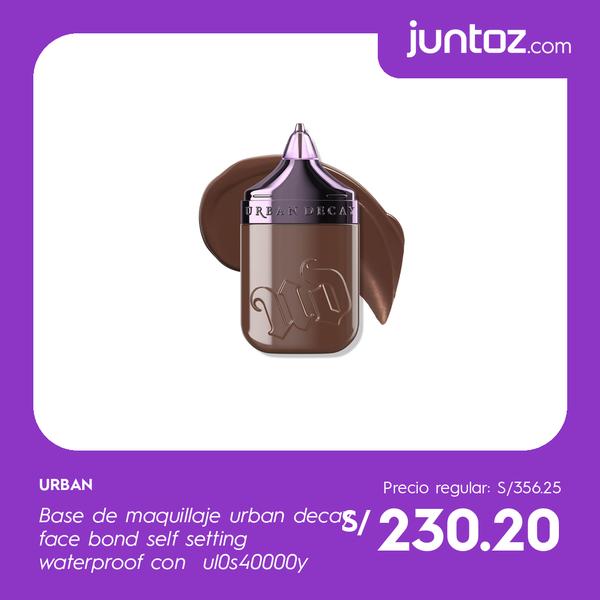 juntoz.com
URBAN DECAY
UD
URBAN
Precio regular: S/356.25
Base de maquillaje urban decay
S/ 230.20
face bond self setting
waterproof con ul0s40000y